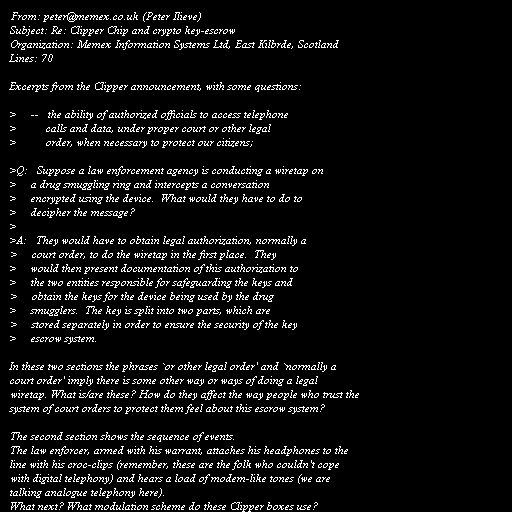 From: peter@memex.co.uk (Peter Ilieve)
Subject: Re: Clipper Chip and crypto key-escrow
Organization: Memex Information Systems Ltd, East Kilbrde, Scotland
Lines: 70

Excerpts from the Clipper announcement, with some questions:

>     --   the ability of authorized officials to access telephone
>          calls and data, under proper court or other legal
>          order, when necessary to protect our citizens;

>Q:   Suppose a law enforcement agency is conducting a wiretap on
>     a drug smuggling ring and intercepts a conversation
>     encrypted using the device.  What would they have to do to
>     decipher the message?
>
>A:   They would have to obtain legal authorization, normally a
>     court order, to do the wiretap in the first place.  They
>     would then present documentation of this authorization to
>     the two entities responsible for safeguarding the keys and
>     obtain the keys for the device being used by the drug
>     smugglers.  The key is split into two parts, which are
>     stored separately in order to ensure the security of the key
>     escrow system.

In these two sections the phrases `or other legal order' and `normally a
court order' imply there is some other way or ways of doing a legal
wiretap. What is/are these? How do they affect the way people who trust the
system of court orders to protect them feel about this escrow system?

The second section shows the sequence of events.
The law enforcer, armed with his warrant, attaches his headphones to the
line with his croc-clips (remember, these are the folk who couldn't cope
with digital telephony) and hears a load of modem-like tones (we are
talking analogue telephony here).
What next? What modulation scheme do these Clipper boxes use?